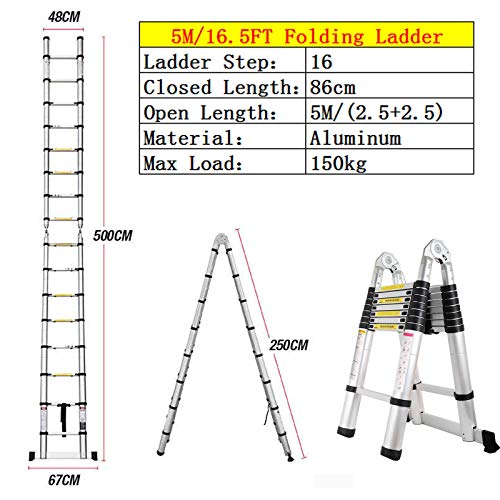 48CM
5M/16.5FT Folding Ladder
Ladder Step: 16
Closed Length: 86cm
Open Length: 5M/(2.5+2.5)
Material: Aluminum
Max Load: 150kg
500CM
250CM
67CM